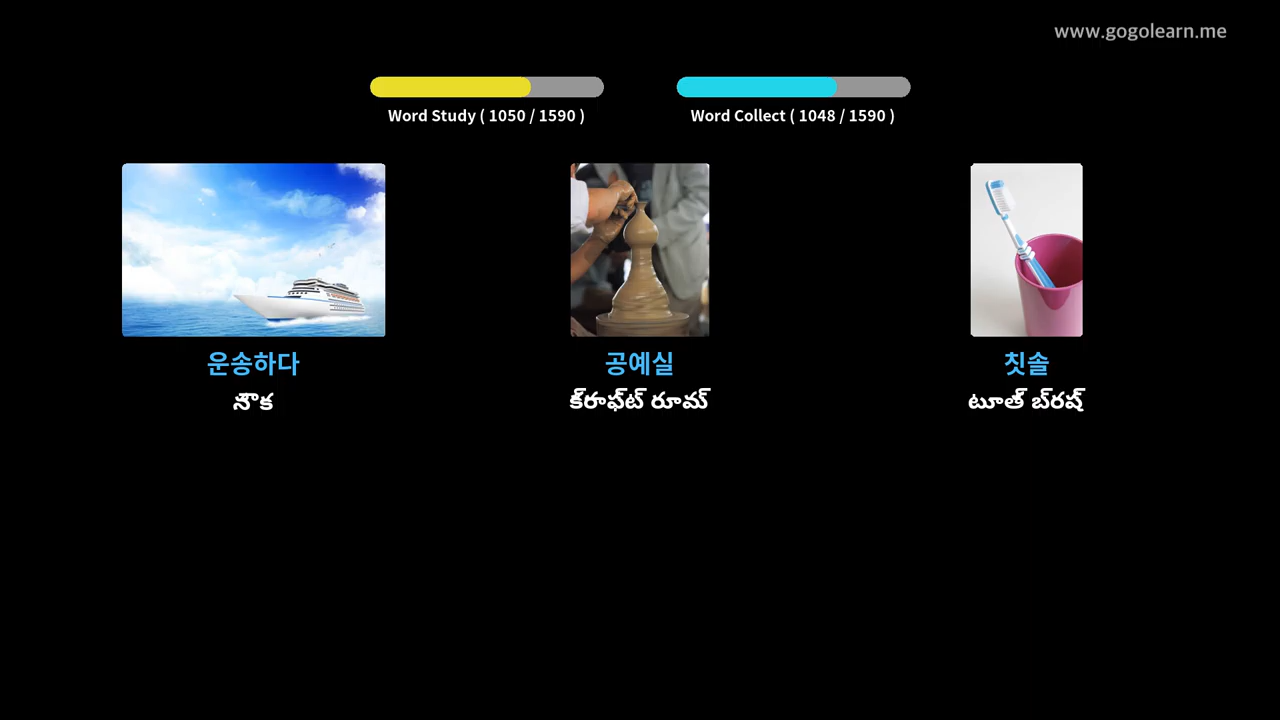 www.gogolearn.me
Word Study ( 1050 / 1590 )
Word Collect ( 1048 / 1590 )
운송하다
공예실
칫솔
నౌక
క్‌రాఫ్‌ట్ రూమ్
టూత్ బ్‌రష్